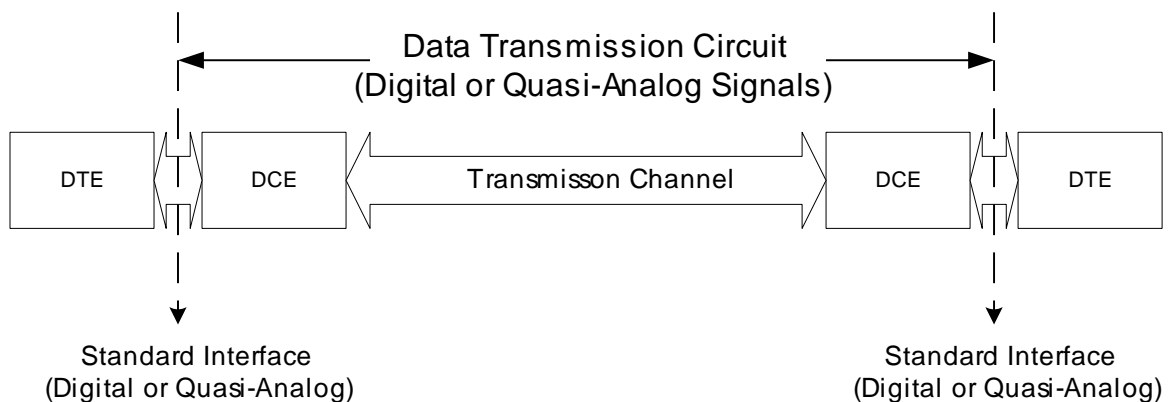 Data Transmission Circuit
(Digital or Quasi-Analog Signals)
DTE
DCE
Transmisson Channel
DCE
DTE
Standard Interface
(Digital or Quasi-Analog)
Standard Interface
(Digital or Quasi-Analog)